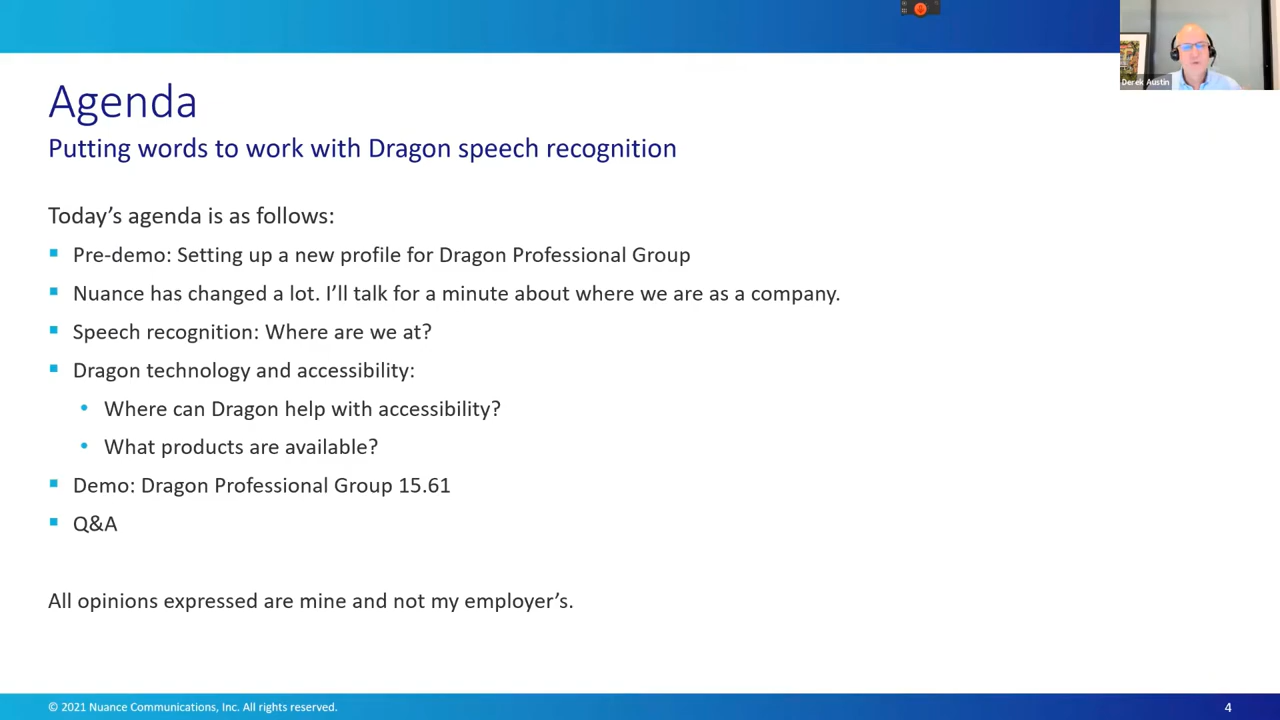 Derek Austin
Agenda
Putting words to work with Dragon speech recognition
Today’s agenda is as follows:
Pre-demo: Setting up a new profile for Dragon Professional Group
Nuance has changed a lot. I’ll talk for a minute about where we are as a company.
Speech recognition: Where are we at?
Dragon technology and accessibility:
Where can Dragon help with accessibility?
What products are available?
Demo: Dragon Professional Group 15.61
Q&A
All opinions expressed are mine and not my employer’s.
© 2021 Nuance Communications, Inc. All rights reserved.
4